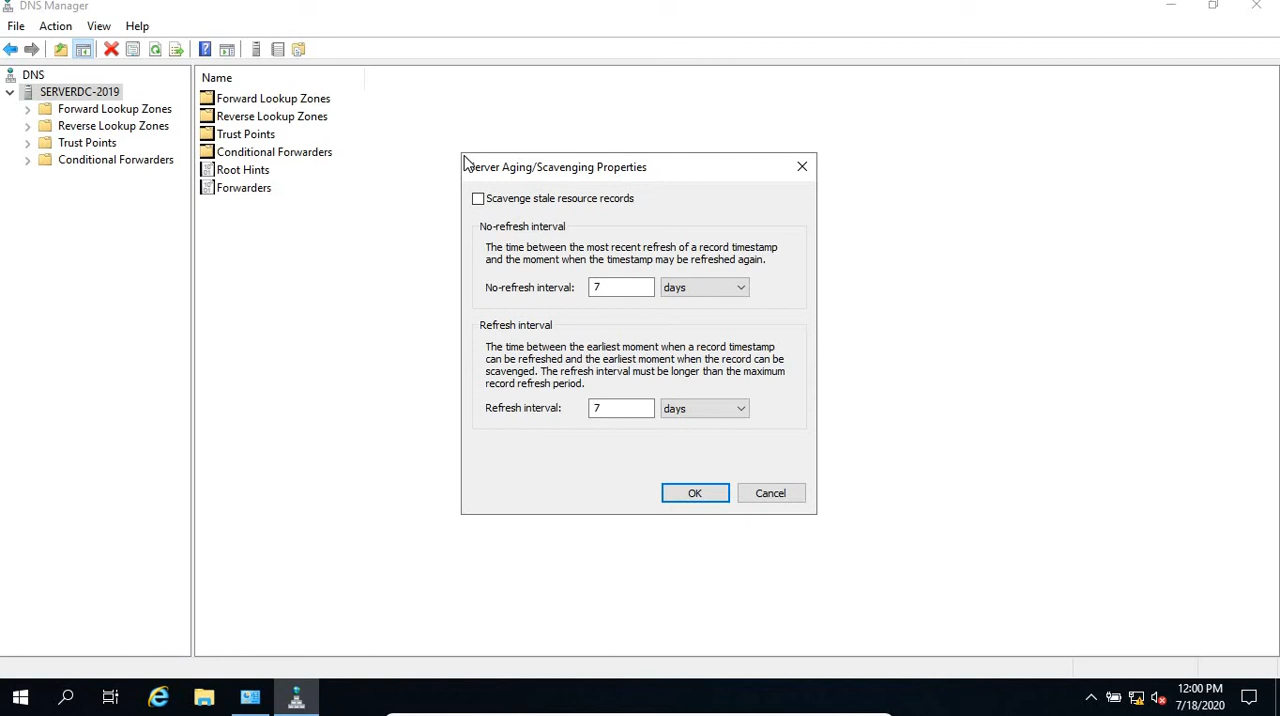 DNS Manager
File Action View Help
DNS
SERVERDC-2019
Forward Lookup Zones
Reverse Lookup Zones
Trust Points
Conditional Forwarders
Name
Forward Lookup Zones
Reverse Lookup Zones
Trust Points
Conditional Forwarders
Root Hints
Forwarders
erver Aging/Scavenging Properties
Scavenge stale resource records
No-refresh interval
The time between the most recent refresh of a record timestamp
and the moment when the timestamp may be refreshed again.
No-refresh interval: 7 days
Refresh interval
The time between the earliest moment when a record timestamp
can be refreshed and the earliest moment when the record can be
scavenged. The refresh interval must be longer than the maximum
record refresh period.
Refresh interval: 7 days
OK Cancel
12:00 PM
7/18/2020